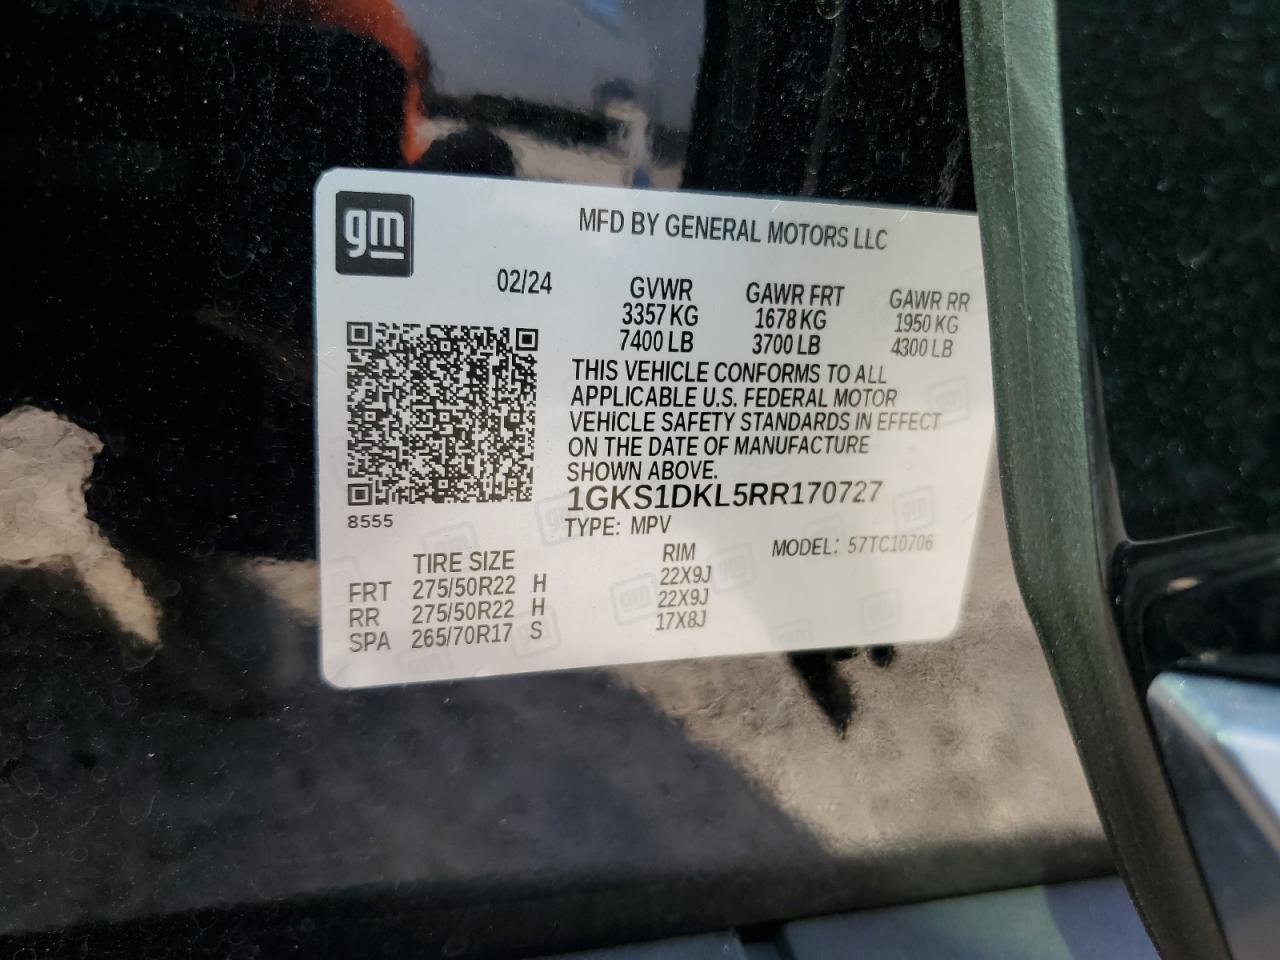 gm
MFD BY GENERAL MOTORS LLC
02/24
GVWR GAWR FRT GAWR RR
3357 KG 1678 KG 1950 KG
7400 LB 3700 LB 4300 LB
THIS VEHICLE CONFORMS TO ALL
APPLICABLE U.S. FEDERAL MOTOR
VEHICLE SAFETY STANDARDS IN EFFECT
ON THE DATE OF MANUFACTURE
SHOWN ABOVE.
1GKS1DKL5RR170727
8555
TYPE: MPV MODEL: 57TC10706
TIRE SIZE RIM
FRT 275/50R22 H 22X9J
RR 275/50R22 H 22X9J
SPA 265/70R17 S 17X8J